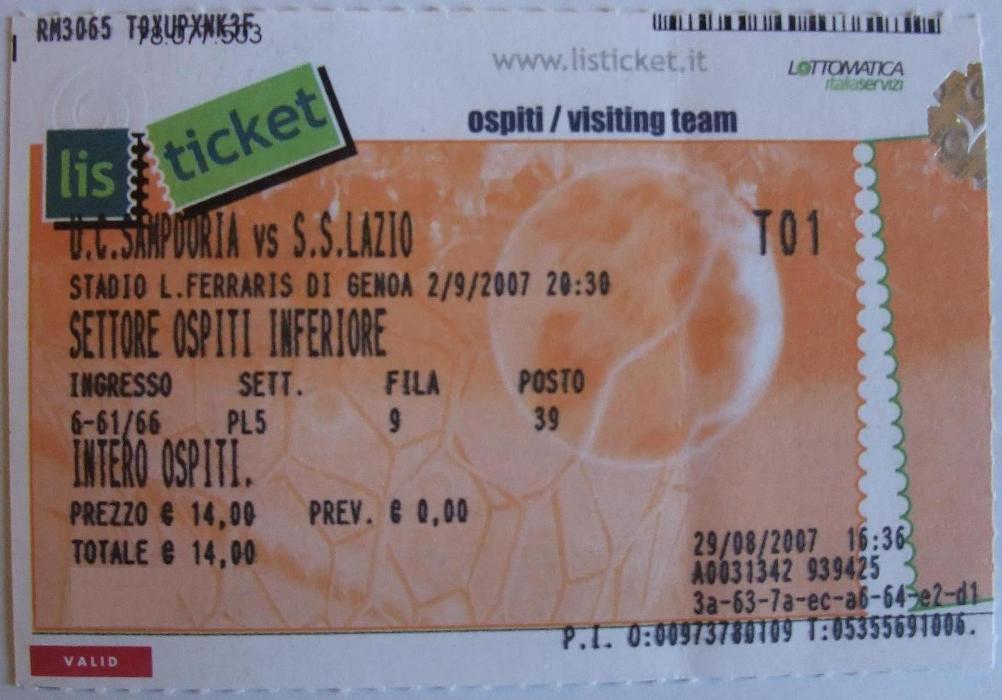 RM3065 T0XUPXNK3F
www.listicket.it
LOTTOMATICA
italiaservizi
ospiti / visiting team
lis ticket
U.C.SAMPDORIA vs S.S.LAZIO T01
STADIO L.FERRARIS DI GENOA 2/9/2007 20:30
SETTORE OSPITI INFERIORE
INGRESSO SETT. FILA POSTO
6-61/66 PL5 9 39
INTERO OSPITI.
PREZZO € 14,00 PREV. € 0,00
TOTALE € 14,00
29/08/2007 16:36
A0031342 939425
3a-63-7a-ec-a6-64-e2-d1
P.I. O:00973780109 T:05355691006.
VALID